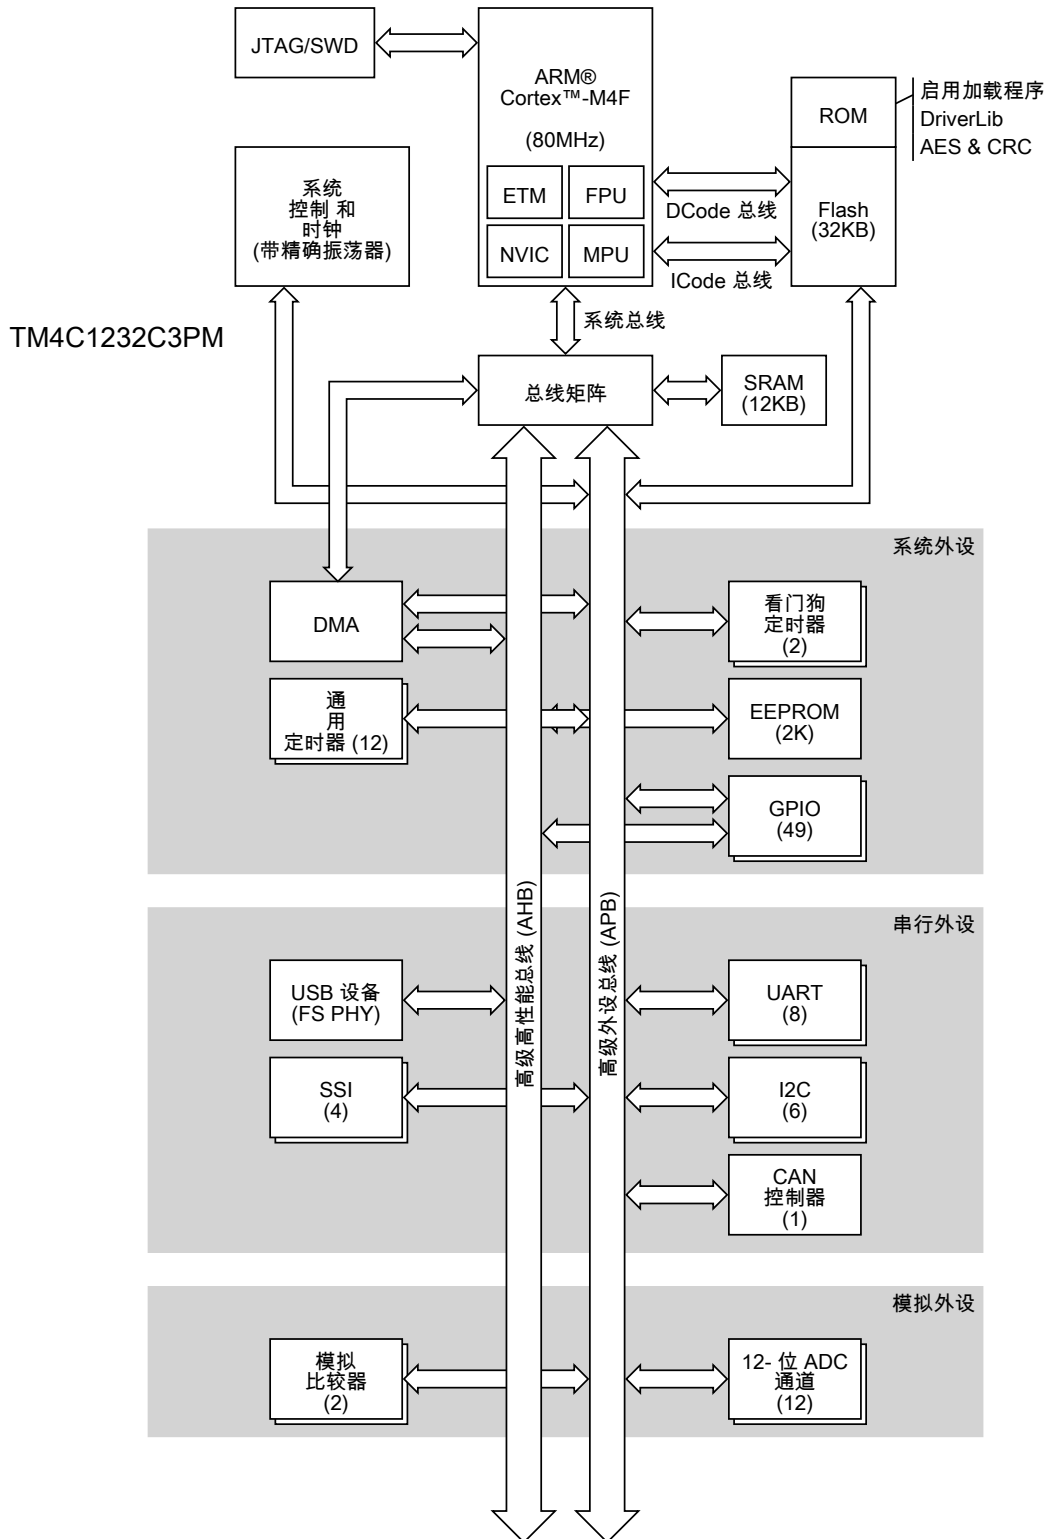 JTAG/SWD
ARM®
Cortex™-M4F
(80MHz)
ETM
FPU
NVIC
MPU
ROM
启用加载程序
DriverLib
AES & CRC
系统
控制 和
时钟
(带精确振荡器)
DCode 总线
Flash
(32KB)
ICode 总线
系统总线
TM4C1232C3PM
总线矩阵
SRAM
(12KB)
系统外设
DMA
看门狗
定时器
(2)
通
用
定时器 (12)
EEPROM
(2K)
GPIO
(49)
高级高性能总线 (AHB)
高级外设总线 (APB)
串行外设
USB 设备
(FS PHY)
UART
(8)
SSI
(4)
I2C
(6)
CAN
控制器
(1)
模拟外设
模拟
比较器
(2)
12- 位 ADC
通道
(12)